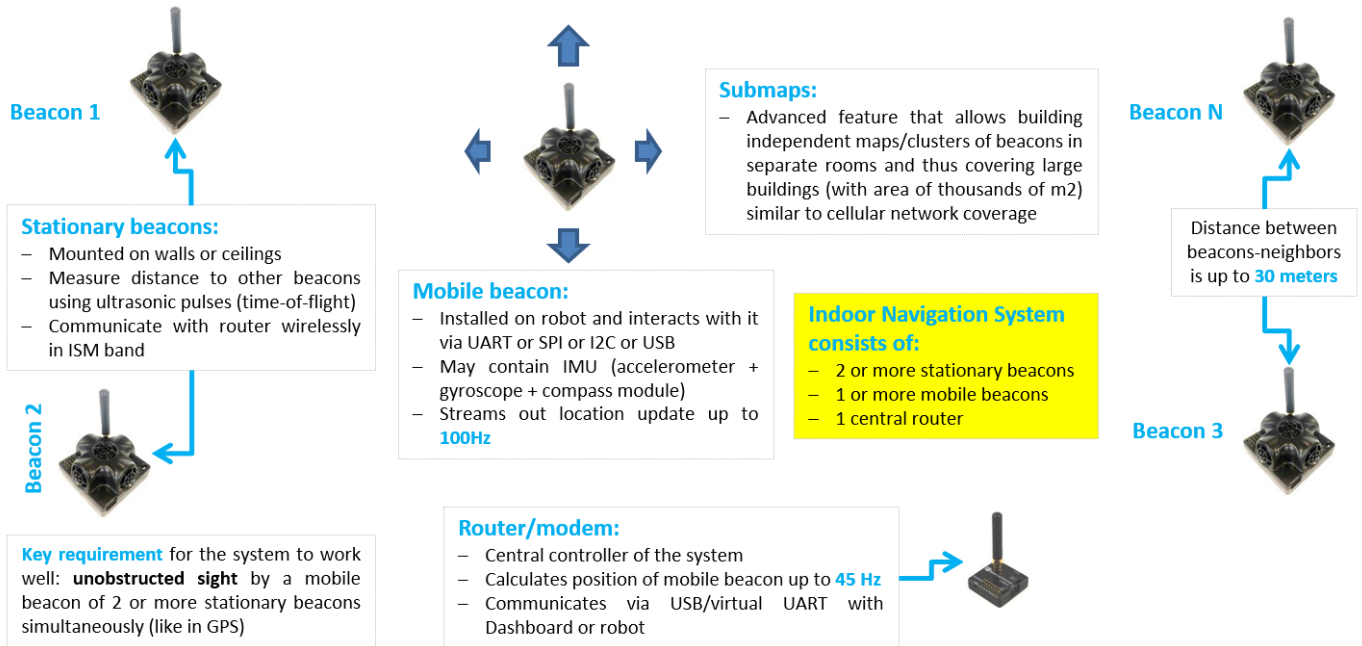 Beacon 1
Stationary beacons:
– Mounted on walls or ceilings
– Measure distance to other beacons
using ultrasonic pulses (time-of-flight)
– Communicate with router wirelessly
in ISM band
Beacon 2
Key requirement for the system to work
well: unobstructed sight by a mobile
beacon of 2 or more stationary beacons
simultaneously (like in GPS)
Mobile beacon:
– Installed on robot and interacts with it
via UART or SPI or I2C or USB
– May contain IMU (accelerometer +
gyroscope + compass module)
– Streams out location update up to
100Hz
Submaps:
– Advanced feature that allows building
independent maps/clusters of beacons in
separate rooms and thus covering large
buildings (with area of thousands of m2)
similar to cellular network coverage
Indoor Navigation System
consists of:
– 2 or more stationary beacons
– 1 or more mobile beacons
– 1 central router
Router/modem:
– Central controller of the system
– Calculates position of mobile beacon up to 45 Hz
– Communicates via USB/virtual UART with
Dashboard or robot
Beacon N
Distance between
beacons-neighbors
is up to 30 meters
Beacon 3